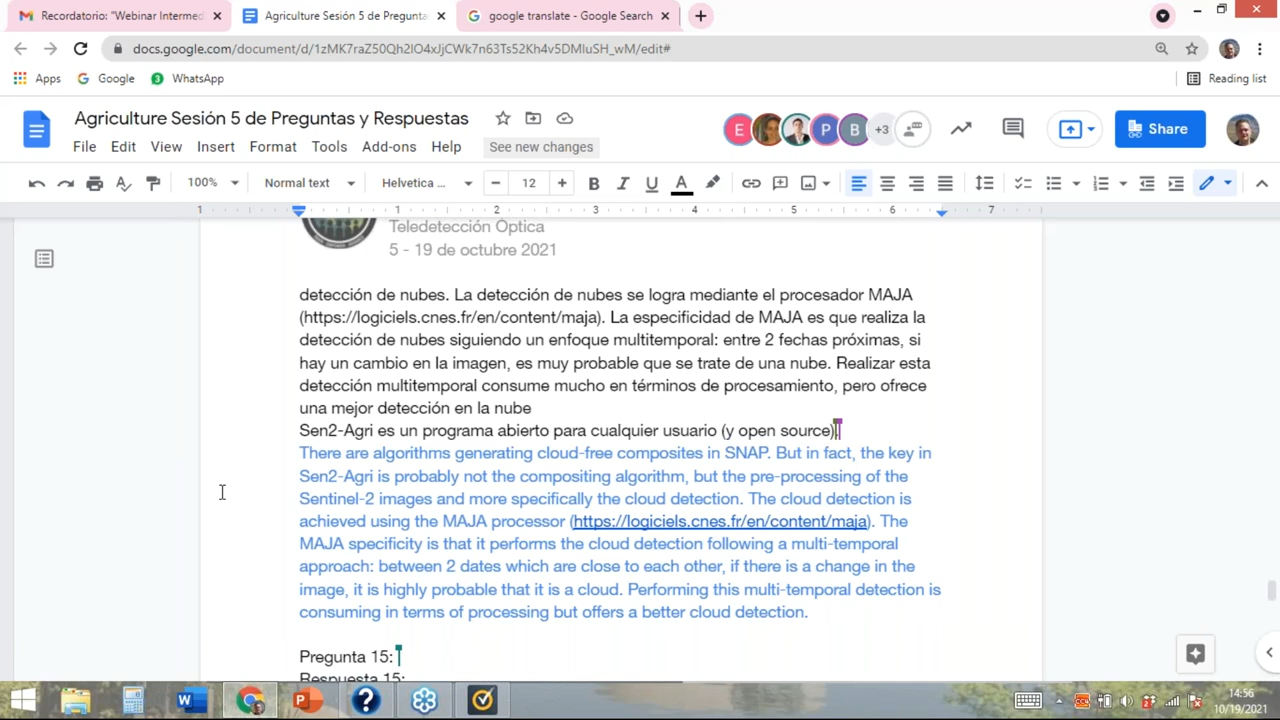 Recordatorio: "Webinar Intermed
Agriculture Sesión 5 de Pregunta
google translate - Google Search
docs.google.com/document/d/1zMK7raZ50Qh2lO4xJjCWk7n63Ts52Kh4v5DMluSH_wM/edit#
Apps
Google
WhatsApp
Reading list
Agriculture Sesión 5 de Preguntas y Respuestas
E
P
B
+3
Share
File Edit View Insert Format Tools Add-ons Help
See new changes
100%
Normal text
Helvetica ...
12
1 1 2 3 4 5 6 7
Teledetección Optica
5 - 19 de octubre 2021
detección de nubes. La detección de nubes se logra mediante el procesador MAJA
(https://logiciels.cnes.fr/en/content/maja). La especificidad de MAJA es que realiza la
detección de nubes siguiendo un enfoque multitemporal: entre 2 fechas próximas, si
hay un cambio en la imagen, es muy probable que se trate de una nube. Realizar esta
detección multitemporal consume mucho en términos de procesamiento, pero ofrece
una mejor detección en la nube
Sen2-Agri es un programa abierto para cualquier usuario (y open source)
There are algorithms generating cloud-free composites in SNAP. But in fact, the key in
Sen2-Agri is probably not the compositing algorithm, but the pre-processing of the
Sentinel-2 images and more specifically the cloud detection. The cloud detection is
achieved using the MAJA processor (https://logiciels.cnes.fr/en/content/maja). The
MAJA specificity is that it performs the cloud detection following a multi-temporal
approach: between 2 dates which are close to each other, if there is a change in the
image, it is highly probable that it is a cloud. Performing this multi-temporal detection is
consuming in terms of processing but offers a better cloud detection.
Pregunta 15:
Respuesta 15:
14:56
10/19/2021